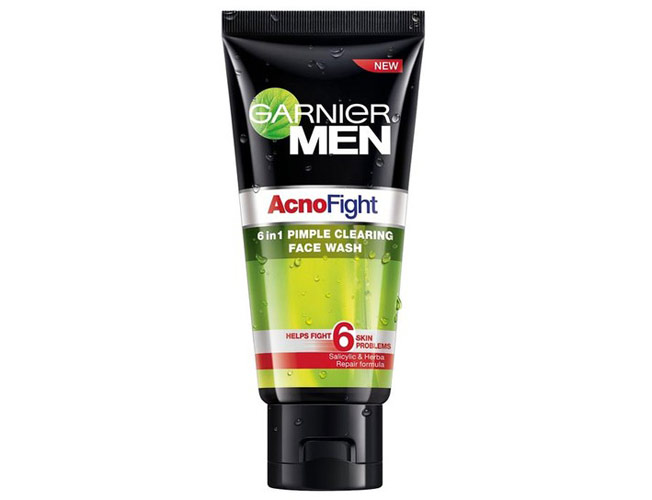 NEW
GARNIER
MEN
AcnoFight
6 in 1 PIMPLE CLEARING
FACE WASH
HELPS FIGHT 6 SKIN
PROBLEMS
Salicylic & Herba
Repair formula